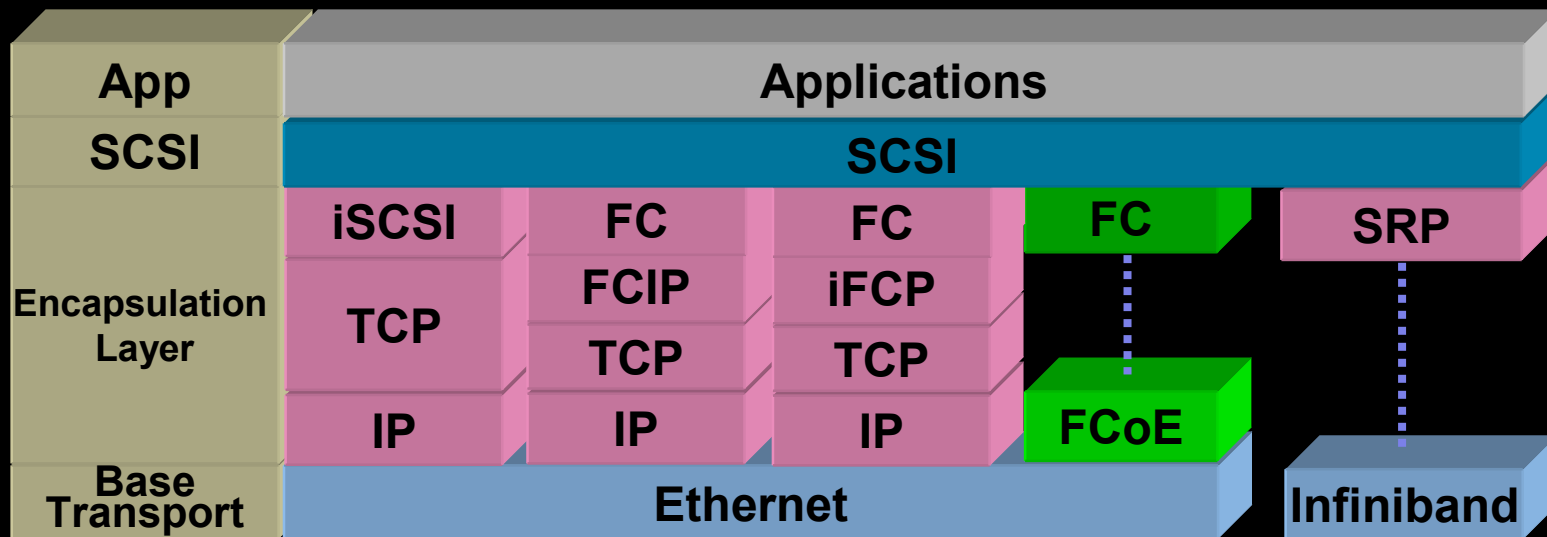 App
Applications
SCSI
SCSI
Encapsulation
Layer
iSCSI
FC
FC
FC
SRP
FCIP
iFCP
TCP
TCP
TCP
IP
IP
IP
FCoE
Base
Transport
Ethernet
Infiniband